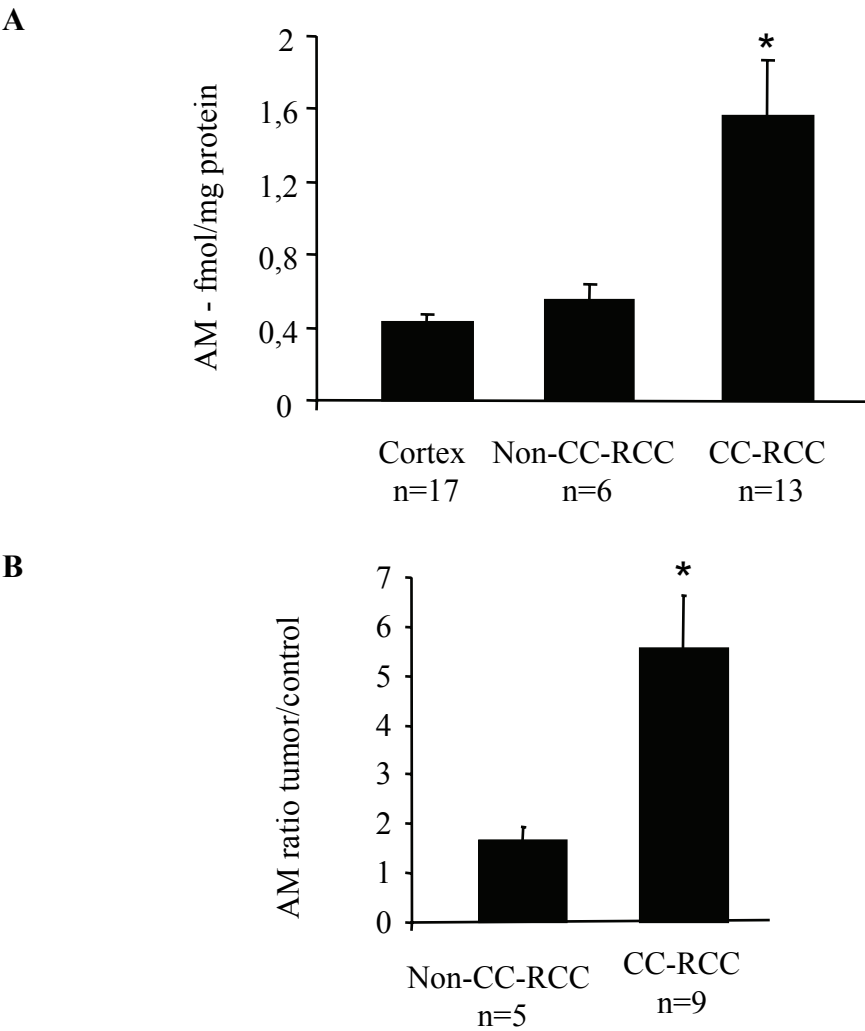 A
AM - fmol/mg protein
2
1,6
1,2
0,8
0,4
0
*
Cortex Non-CC-RCC CC-RCC
n=17 n=6 n=13
B
AM ratio tumor/control
7
6
5
4
3
2
1
0
*
Non-CC-RCC CC-RCC
n=5 n=9